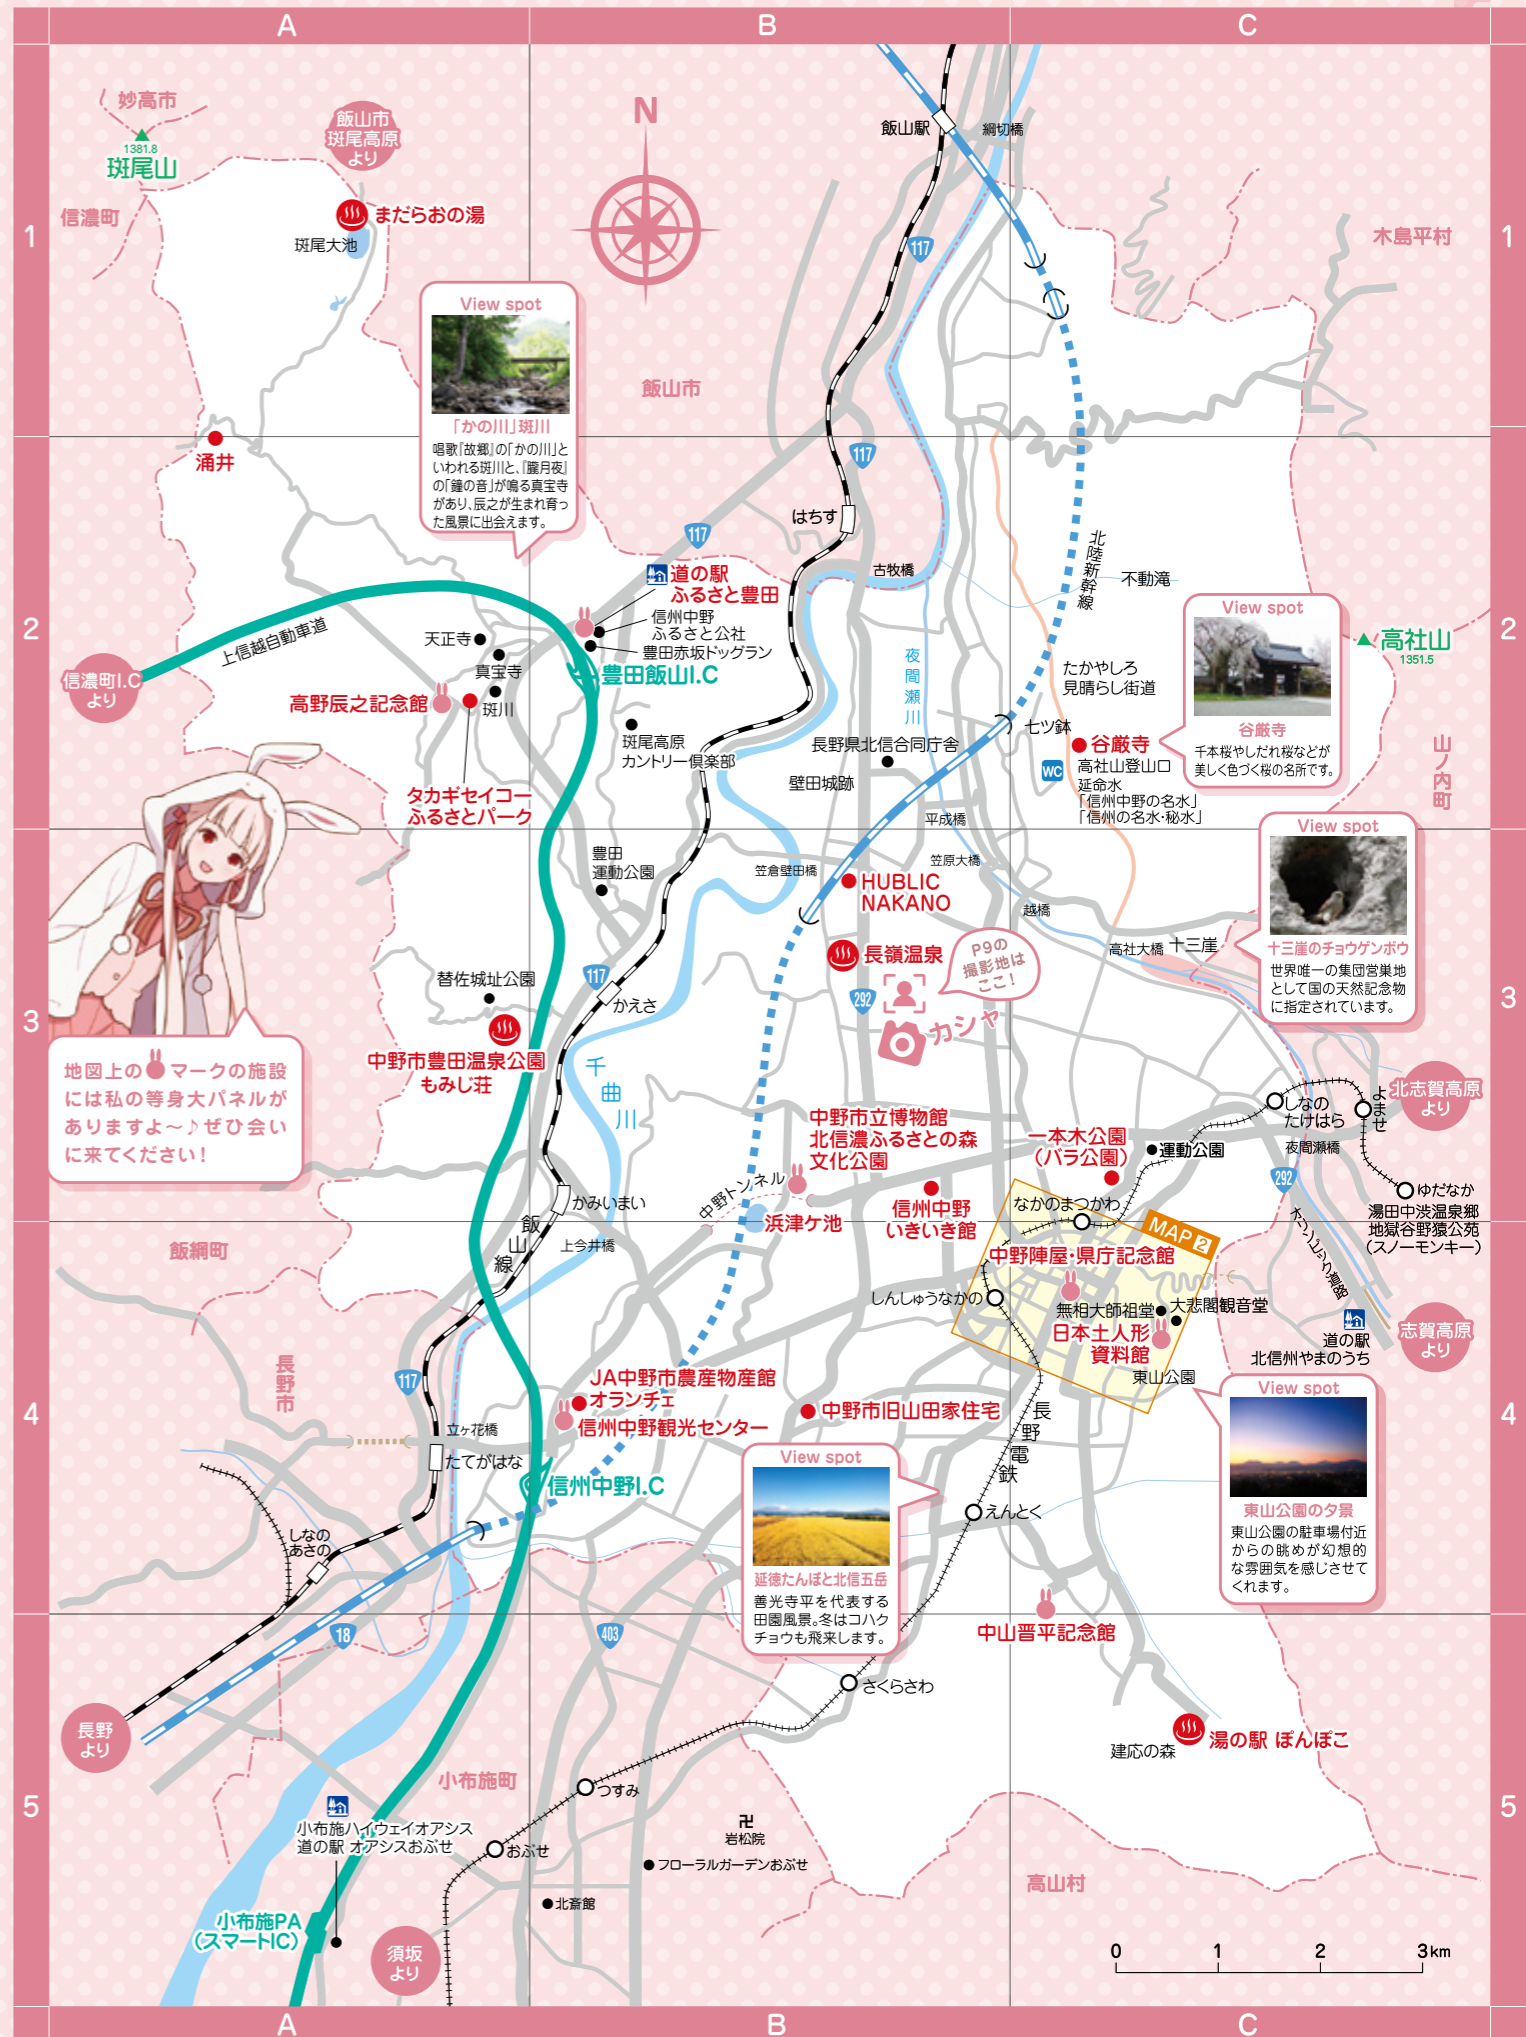 A
B
C
1
2
3
4
5
1
2
3
4
5
A
B
C
N
妙高市
1381.8
斑尾山
信濃町
飯山市
斑尾高原
より
まだらおの湯
斑尾大池
飯山駅
綱切橋
117
木島平村
飯山市
View spot
「かの川」斑川
唱歌『故郷』の「かの川」と
いわれる斑川と、『朧月夜』
の「鐘の音」が鳴る真宝寺
があり、辰之が生まれ育っ
た風景に出会えます。
涌井
117
はちす
117
古牧橋
道の駅
ふるさと豊田
信州中野
ふるさと公社
豊田赤坂ドッグラン
豊田飯山I.C
上信越自動車道
信濃町I.C
より
天正寺
真宝寺
斑川
高野辰之記念館
タカギセイコー
ふるさとパーク
斑尾高原
カントリー倶楽部
北陸新幹線
不動滝
夜間瀬川
たかやしろ
見晴らし街道
七ツ鉢
長野県北信合同庁舎
壁田城跡
谷厳寺
WC
高社山登山口
延命水
「信州中野の名水」
「信州の名水・秘水」
View spot
谷厳寺
千本桜やしだれ桜などが
美しく色づく桜の名所です。
高社山
1351.5
山ノ内町
平成橋
笠原大橋
笠倉壁田橋
越橋
高社大橋
十三崖
View spot
十三崖のチョウゲンボウ
世界唯一の集団営巣地
として国の天然記念物
に指定されています。
豊田
運動公園
HUBLIC
NAKANO
長嶺温泉
P9の
撮影地は
ここ!
カシャ
292
替佐城址公園
117
かえさ
中野市豊田温泉公園
もみじ荘
千曲川
地図上の マークの施設
には私の等身大パネルが
ありますよ～♪ぜひ会い
に来てください!
中野市立博物館
北信濃ふるさとの森
文化公園
中野トンネル
浜津ケ池
信州中野
いきいき館
一本木公園
(バラ公園)
運動公園
しなの
たけはら
よませ
北志賀高原
より
夜間瀬橋
292
ゆだなか
湯田中渋温泉郷
地獄谷野猿公苑
(スノーモンキー)
オリンピック道路
道の駅
北信州やまのうち
志賀高原
より
なかのまつかわ
MAP 2
中野陣屋・県庁記念館
しんしゅうなかの
無相大師祖堂
大悲閣観音堂
日本土人形
資料館
東山公園
かみいまい
飯山線
上今井橋
飯綱町
長野市
117
立ヶ花橋
たてがはな
JA中野市農産物産館
オランチェ
信州中野観光センター
信州中野I.C
中野市旧山田家住宅
長野電鉄
えんとく
View spot
延徳たんぼと北信五岳
善光寺平を代表する
田園風景。冬はコハク
チョウも飛来します。
View spot
東山公園の夕景
東山公園の駐車場付近
からの眺めが幻想的
な雰囲気を感じさせて
くれます。
しなの
あさの
18
403
中山晋平記念館
さくらさわ
建応の森
湯の駅 ぽんぽこ
長野
より
小布施町
つすみ
小布施ハイウェイオアシス
道の駅 オアシスおぶせ
おぶせ
岩松院
フローラルガーデンおぶせ
北斎館
高山村
小布施PA
(スマートIC)
須坂
より
0 1 2 3km